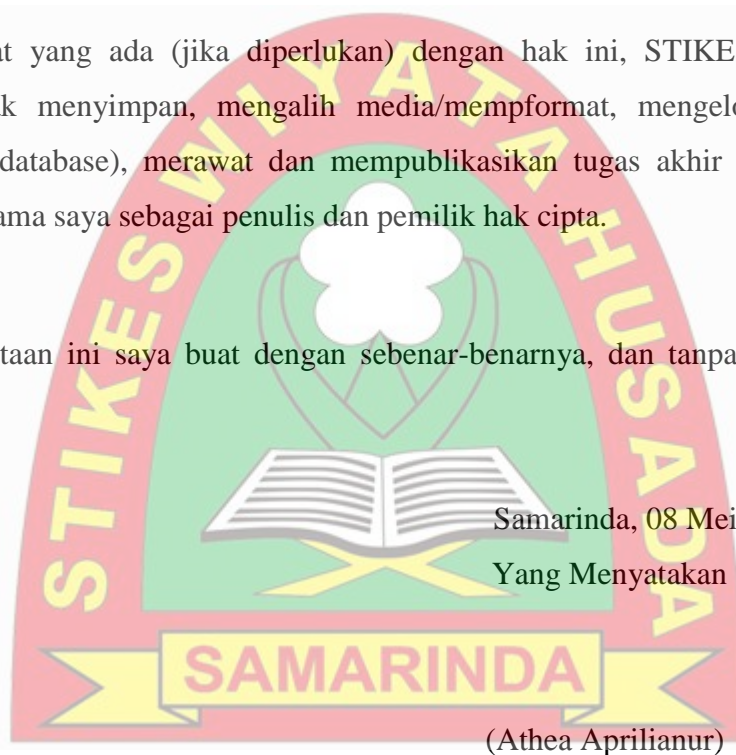 at yang ada (jika diperlukan) dengan hak ini, STIKE
ak menyimpan, mengalih media/mempformat, mengelo
database), merawat dan mempublikasikan tugas akhir
ama saya sebagai penulis dan pemilik hak cipta.
taan ini saya buat dengan sebenar-benarnya, dan tanpa
Samarinda, 08 Mei
Yang Menyatakan
(Athea Aprilianur)
STIKES WIYATA HUSADA
SAMARINDA